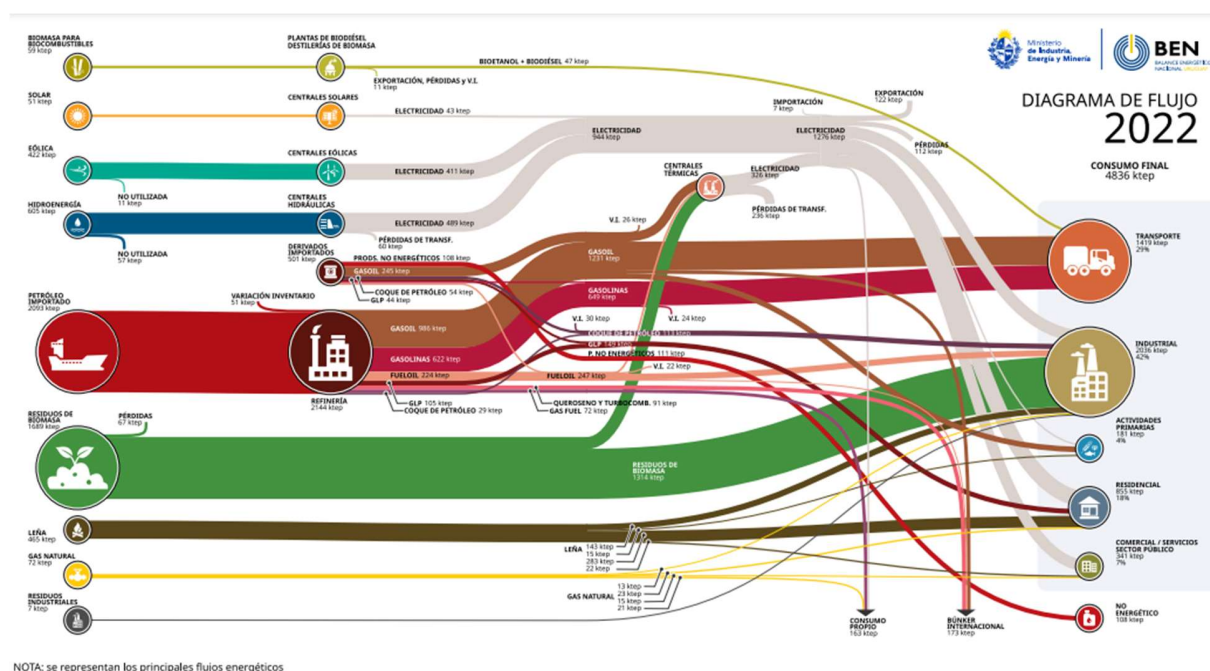 BIOMASA PARA
BIOCOMBUSTIBLES
59 ktep
PLANTAS DE BIODIÉSEL
DESTILERÍAS DE BIOMASA
BIOETANOL + BIODIÉSEL 47 ktep
EXPORTACIÓN, PÉRDIDAS y V.I.
11 ktep
Ministerio
de Industria,
Energía y Minería
BEN
BALANCE ENERGÉTICO
NACIONAL URUGUAY
DIAGRAMA DE FLUJO
2022
CONSUMO FINAL
4836 ktep
SOLAR
51 ktep
CENTRALES SOLARES
ELECTRICIDAD 43 ktep
IMPORTACIÓN
7 ktep
EXPORTACIÓN
122 ktep
ELECTRICIDAD
944 ktep
ELECTRICIDAD
1276 ktep
PÉRDIDAS
112 ktep
EÓLICA
422 ktep
CENTRALES EÓLICAS
ELECTRICIDAD 411 ktep
NO UTILIZADA
11 ktep
CENTRALES
TÉRMICAS
ELECTRICIDAD
326 ktep
PÉRDIDAS DE TRANSF.
236 ktep
HIDROENERGÍA
605 ktep
CENTRALES
HIDRÁULICAS
ELECTRICIDAD 489 ktep
PÉRDIDAS DE TRANSF.
60 ktep
NO UTILIZADA
57 ktep
DERIVADOS
IMPORTADOS
501 ktep
PRODS. NO ENERGÉTICOS 108 ktep
GASOIL 245 ktep
COQUE DE PETRÓLEO 54 ktep
GLP 44 ktep
V.I. 26 ktep
GASOIL
1231 ktep
GASOLINAS
649 ktep
TRANSPORTE
1419 ktep
29%
PETRÓLEO
IMPORTADO
2093 ktep
VARIACIÓN INVENTARIO
51 ktep
GASOIL 986 ktep
GASOLINAS 622 ktep
FUELOIL 224 ktep
GLP 105 ktep
COQUE DE PETRÓLEO 29 ktep
REFINERÍA
2144 ktep
V.I. 30 ktep
V.I. 24 ktep
COQUE DE PETRÓLEO 113 ktep
GLP 149 ktep
P. NO ENERGÉTICOS 111 ktep
V.I. 22 ktep
FUELOIL 247 ktep
QUEROSENO Y TURBOCOMB. 91 ktep
GAS FUEL 72 ktep
INDUSTRIAL
2036 ktep
42%
RESIDUOS DE
BIOMASA
1689 ktep
PÉRDIDAS
67 ktep
RESIDUOS DE
BIOMASA
1314 ktep
ACTIVIDADES
PRIMARIAS
181 ktep
4%
RESIDENCIAL
855 ktep
18%
LEÑA
465 ktep
LEÑA
143 ktep
15 ktep
283 ktep
22 ktep
COMERCIAL / SERVICIOS
SECTOR PÚBLICO
341 ktep
7%
GAS NATURAL
72 ktep
GAS NATURAL
13 ktep
23 ktep
15 ktep
21 ktep
RESIDUOS
INDUSTRIALES
7 ktep
CONSUMO
PROPIO
163 ktep
BÚNKER
INTERNACIONAL
173 ktep
NO
ENERGÉTICO
108 ktep
NOTA: se representan los principales flujos energéticos